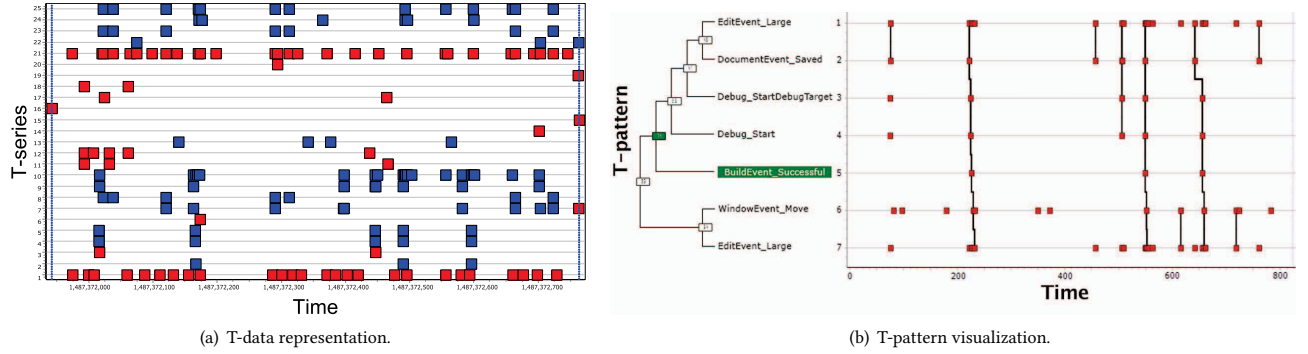 T-series
25
24
23
22
21
20
19
18
17
16
15
14
13
12
11
10
9
8
7
6
5
4
3
2
1
1,487,372,000
1,487,372,100
1,487,372,200
1,487,372,300
1,487,372,400
1,487,372,500
1,487,372,600
1,487,372,700
Time
(a) T-data representation.
T-pattern
EditEvent_Large
DocumentEvent_Saved
Debug_StartDebugTarget
Debug_Start
BuildEvent_Successful
WindowEvent_Move
EditEvent_Large
1
2
3
4
5
6
7
0 200 400 600 800
Time
(b) T-pattern visualization.